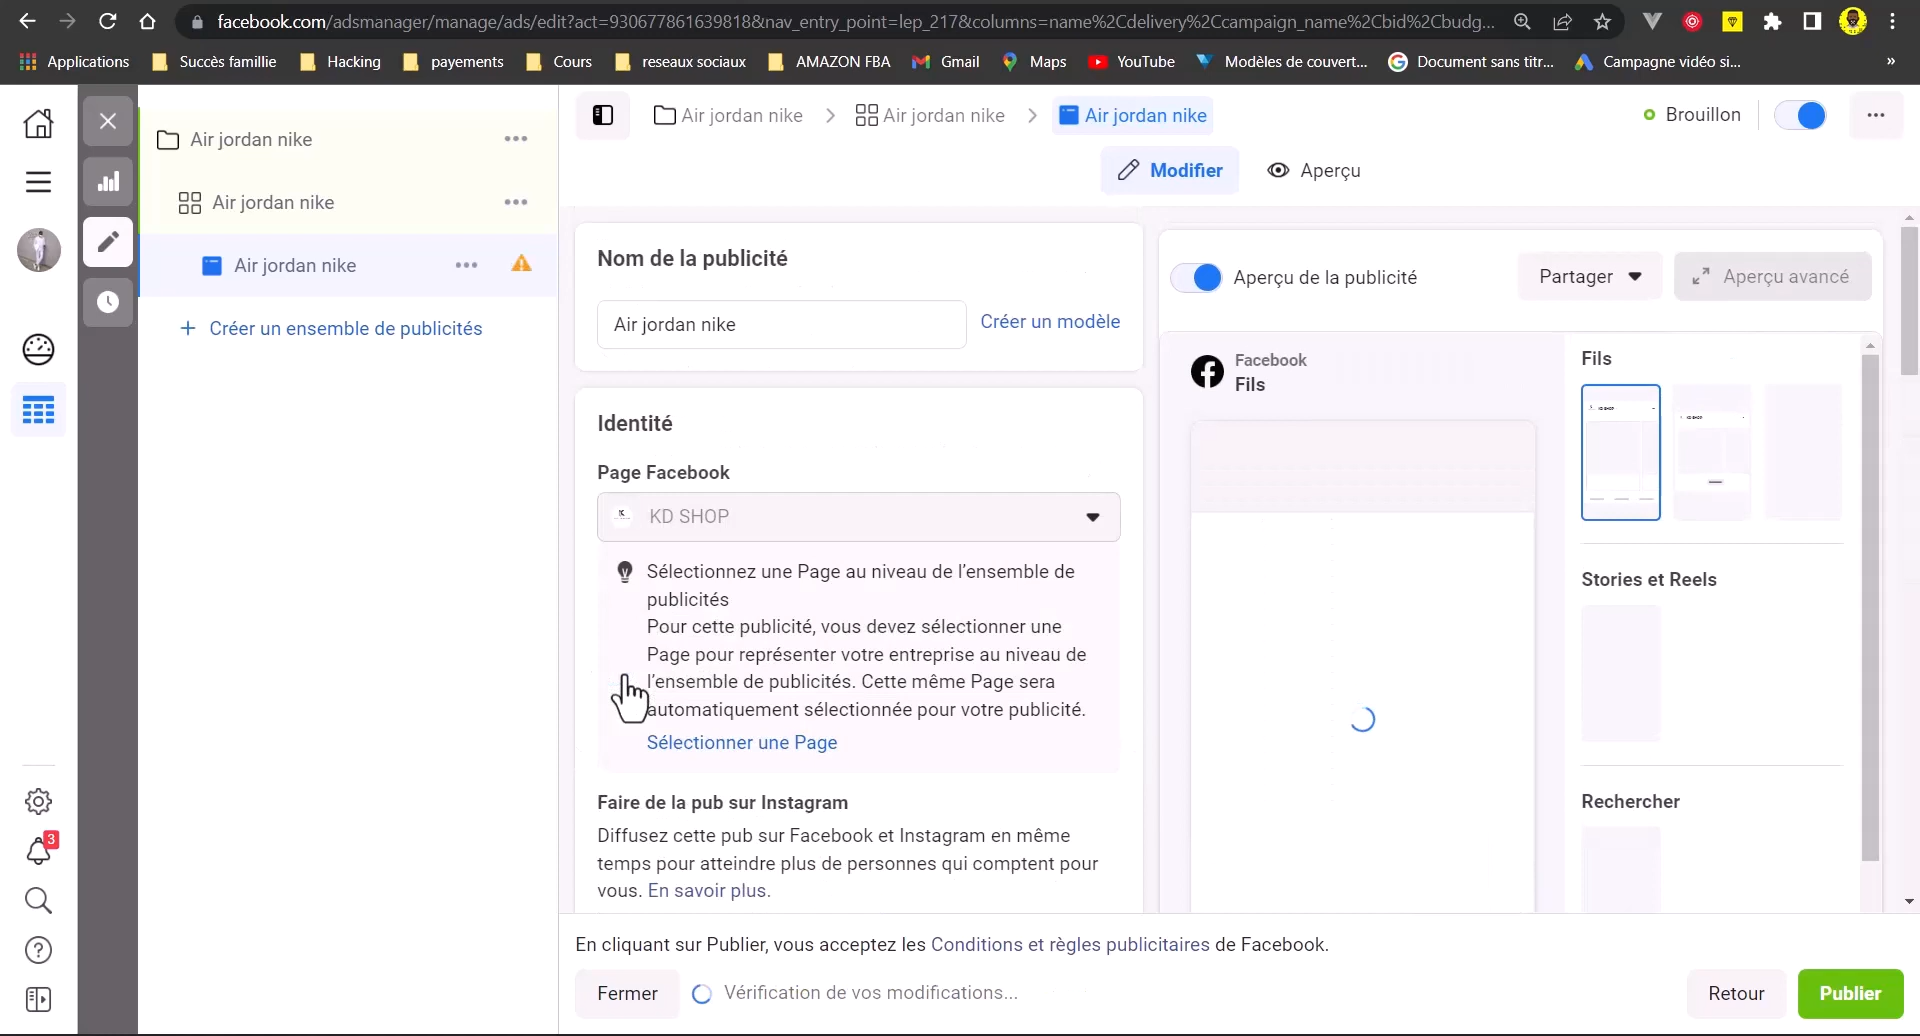 facebook.com/adsmanager/manage/ads/edit?act=930677861639818&nav_entry_point=lep_217&columns=name%2Cdelivery%2Ccampaign_name%2Cbid%2Cbudg...
Applications
Succès famillie
Hacking
payements
Cours
reseaux sociaux
AMAZON FBA
Gmail
Maps
YouTube
Modèles de couvert...
Document sans titr...
Campagne vidéo si...
»
Air jordan nike
Air jordan nike
Air jordan nike
+ Créer un ensemble de publicités
3
Air jordan nike > Air jordan nike > Air jordan nike
Brouillon
Modifier
Aperçu
Nom de la publicité
Air jordan nike
Créer un modèle
Identité
Page Facebook
KD SHOP
Sélectionnez une Page au niveau de l’ensemble de
publicités
Pour cette publicité, vous devez sélectionner une
Page pour représenter votre entreprise au niveau de
l’ensemble de publicités. Cette même Page sera
automatiquement sélectionnée pour votre publicité.
Sélectionner une Page
Faire de la pub sur Instagram
Diffusez cette pub sur Facebook et Instagram en même
temps pour atteindre plus de personnes qui comptent pour
vous. En savoir plus.
Aperçu de la publicité
Partager
Aperçu avancé
Facebook
Fils
Fils
KD SHOP
KD SHOP
Stories et Reels
Rechercher
En cliquant sur Publier, vous acceptez les Conditions et règles publicitaires de Facebook.
Fermer
Vérification de vos modifications...
Retour
Publier